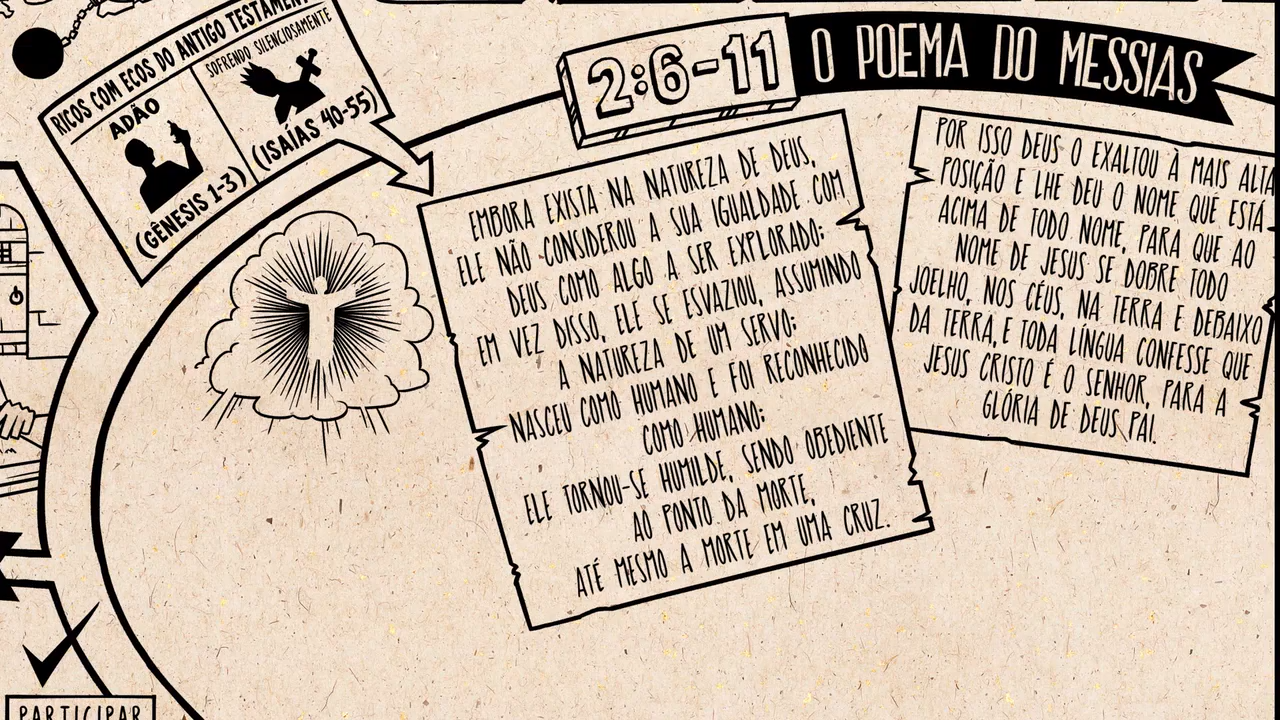 RICOS COM ECOS DO ANTIGO TESTAMENT
ADÃO
(GÊNESIS 1-3)
SOFRENDO SILENCIOSAMENTE
(ISAÍAS 40-55)
2:6-11
O POEMA DO MESSIAS
EMBORA EXISTA NA NATUREZA DE DEUS,
ELE NÃO CONSIDEROU A SUA IGUALDADE COM
DEUS COMO ALGO A SER EXPLORADO;
EM VEZ DISSO, ELE SE ESVAZIOU, ASSUMINDO
A NATUREZA DE UM SERVO;
NASCEU COMO HUMANO E FOI RECONHECIDO
COMO HUMANO;
ELE TORNOU-SE HUMILDE, SENDO OBEDIENTE
AO PONTO DA MORTE,
ATÉ MESMO A MORTE EM UMA CRUZ.
POR ISSO DEUS O EXALTOU À MAIS ALTA
POSIÇÃO E LHE DEU O NOME QUE ESTÁ
ACIMA DE TODO NOME, PARA QUE AO
NOME DE JESUS SE DOBRE TODO
JOELHO, NOS CÉUS, NA TERRA E DEBAIXO
DA TERRA, E TODA LÍNGUA CONFESSE QUE
JESUS CRISTO É O SENHOR, PARA A
GLÓRIA DE DEUS PAI.
PARTICIPAR